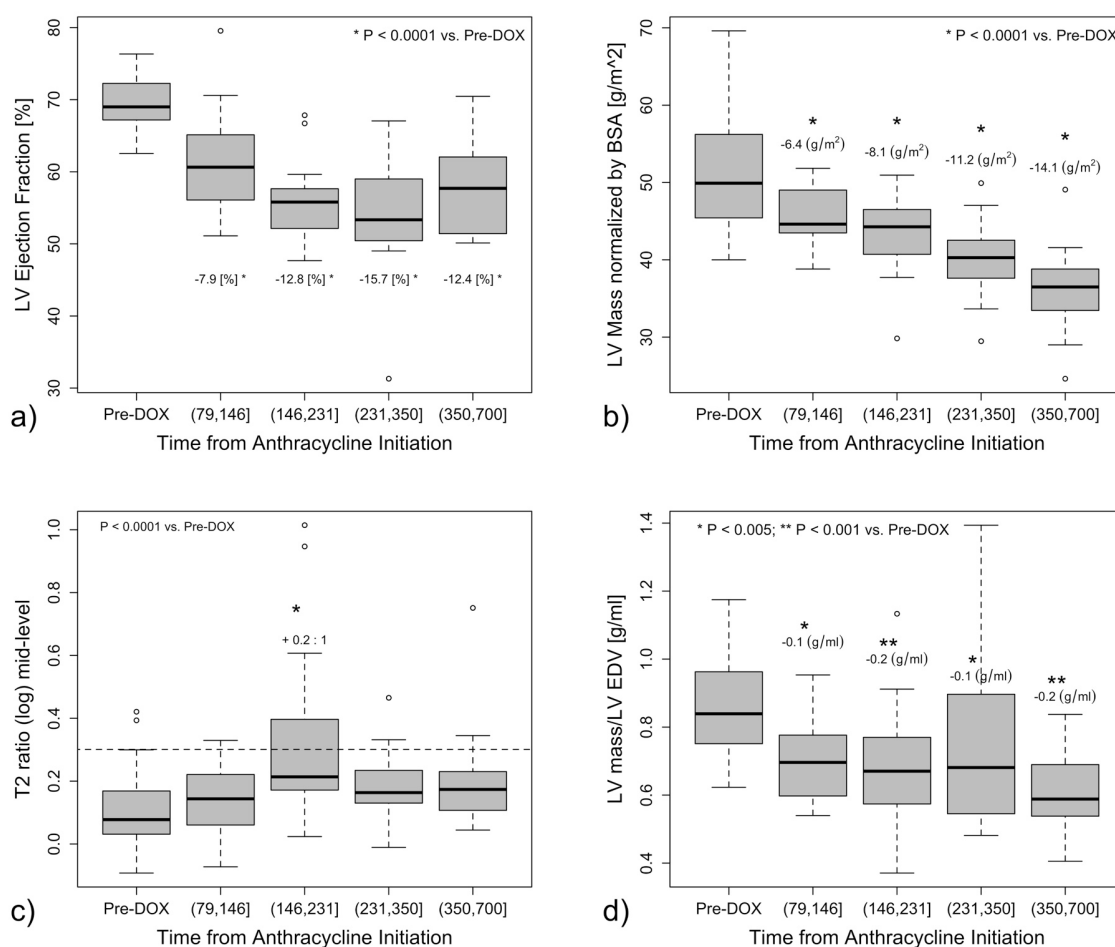 * P < 0.0001 vs. Pre-DOX
LV Ejection Fraction [%]
80
70
60
50
40
30
-7.9 [%] *
-12.8 [%] *
-15.7 [%] *
-12.4 [%] *
Pre-DOX
(79,146]
(146,231]
(231,350]
(350,700]
a)
Time from Anthracycline Initiation
* P < 0.0001 vs. Pre-DOX
LV Mass normalized by BSA [g/m^2]
70
60
50
40
30
*
*
*
*
-6.4 (g/m²)
-8.1 (g/m²)
-11.2 (g/m²)
-14.1 (g/m²)
Pre-DOX
(79,146]
(146,231]
(231,350]
(350,700]
b)
Time from Anthracycline Initiation
P < 0.0001 vs. Pre-DOX
T2 ratio (log) mid-level
1.0
0.8
0.6
0.4
0.2
0.0
*
+ 0.2 : 1
Pre-DOX
(79,146]
(146,231]
(231,350]
(350,700]
c)
Time from Anthracycline Initiation
* P < 0.005; ** P < 0.001 vs. Pre-DOX
LV mass/LV EDV [g/ml]
1.4
1.2
1.0
0.8
0.6
0.4
*
-0.1 (g/ml)
**
-0.2 (g/ml)
*
-0.1 (g/ml)
**
-0.2 (g/ml)
Pre-DOX
(79,146]
(146,231]
(231,350]
(350,700]
d)
Time from Anthracycline Initiation